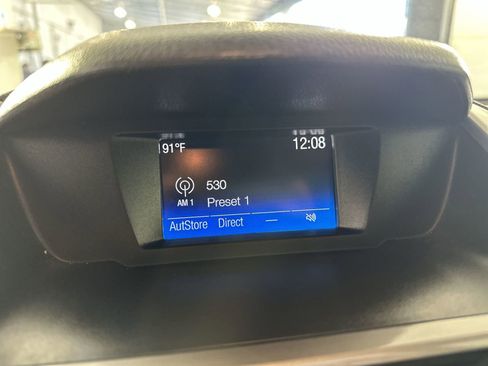 91°F 12:08
530
AM 1 Preset 1
AutStore Direct —